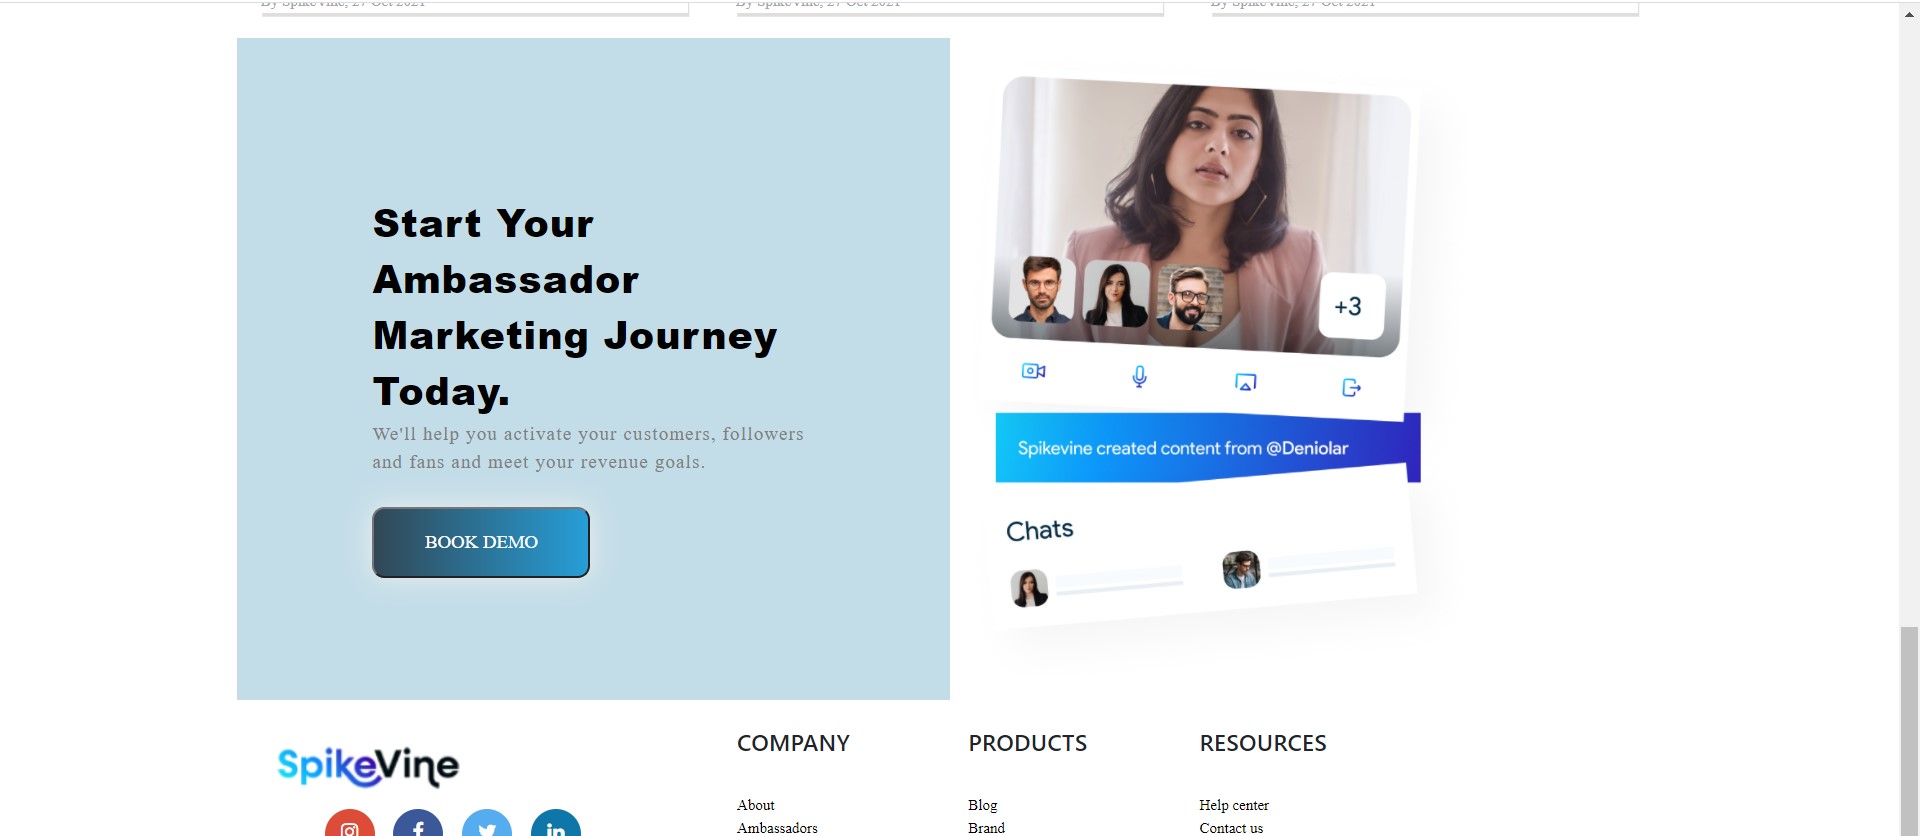 By SpikeVine, 27 Oct 2021
By SpikeVine, 27 Oct 2021
By SpikeVine, 27 Oct 2021
Start Your
Ambassador
Marketing Journey
Today.
We'll help you activate your customers, followers
and fans and meet your revenue goals.
BOOK DEMO
+3
Spikevine created content from @Deniolar
Chats
SpikeVine
COMPANY
About
Ambassadors
PRODUCTS
Blog
Brand
RESOURCES
Help center
Contact us